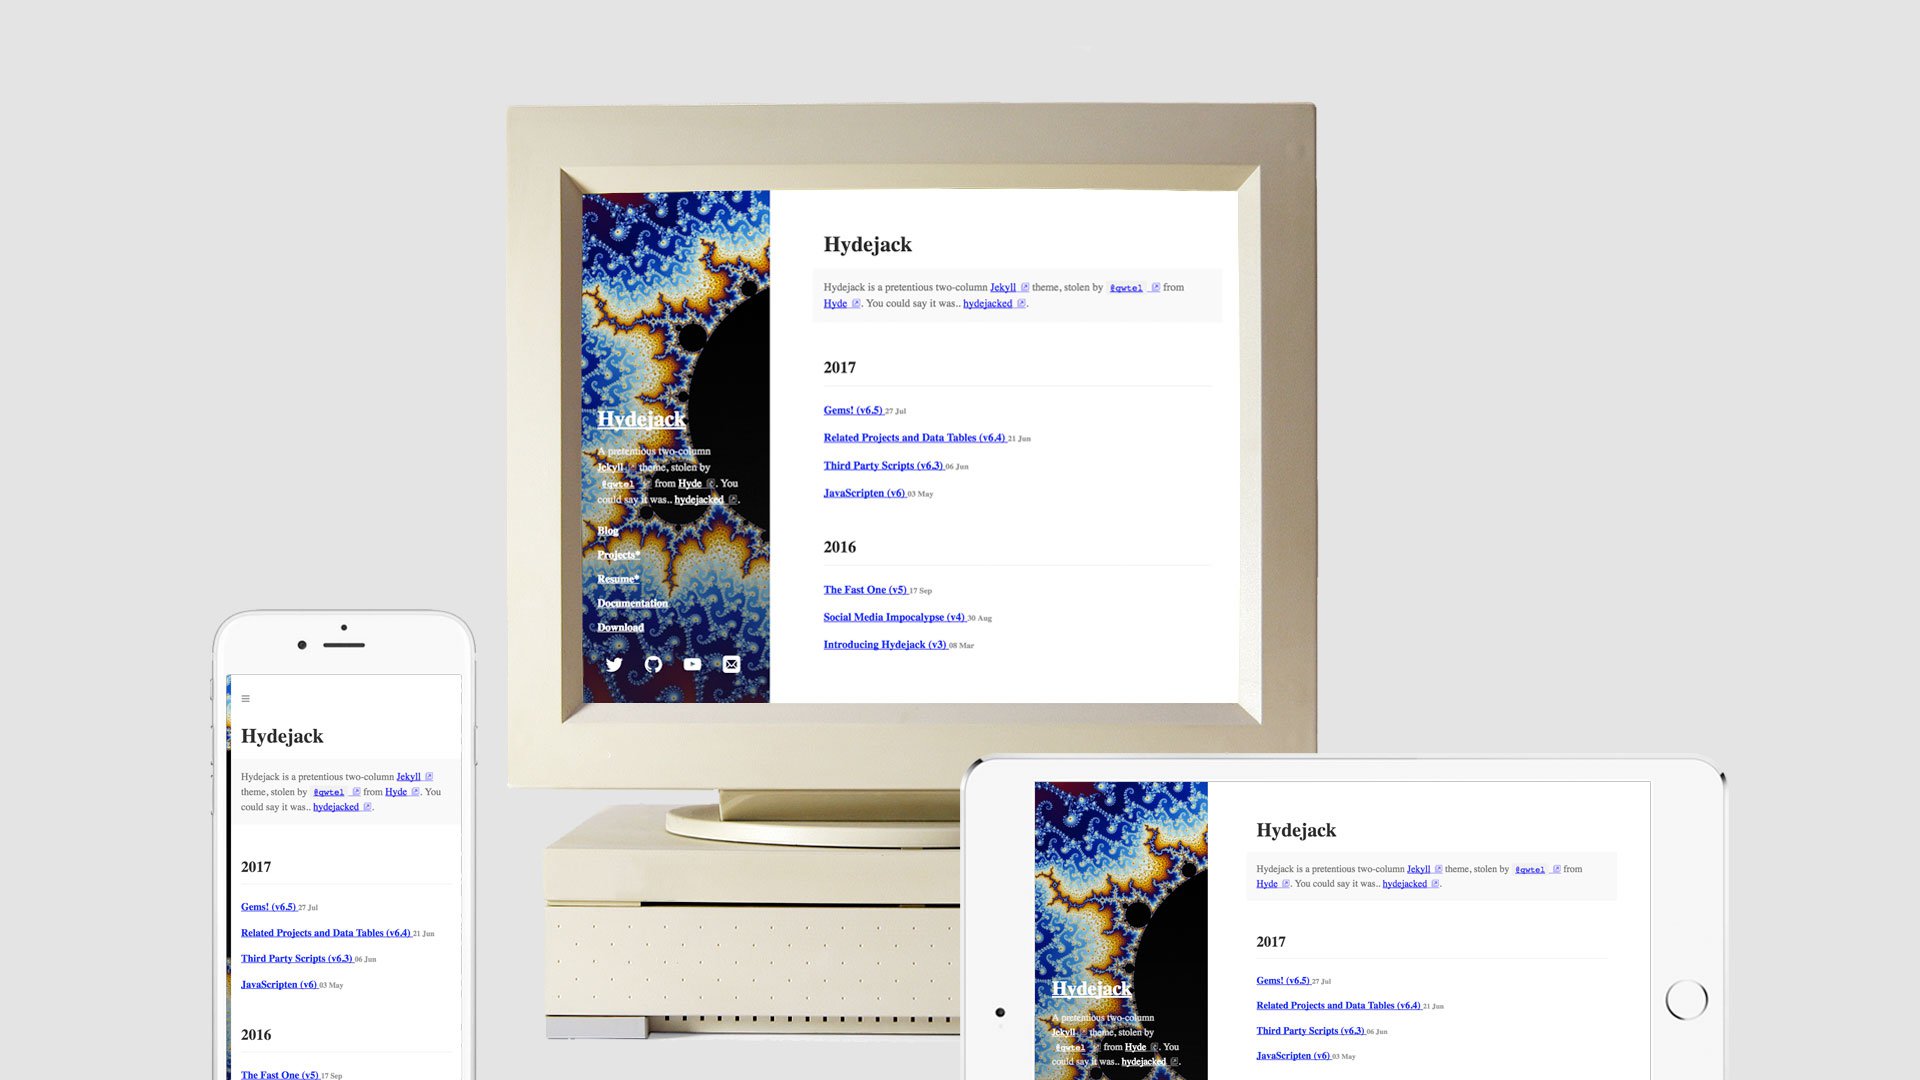 Hydejack
Hydejack is a pretentious two-column Jekyll theme, stolen by @qwtel from
Hyde. You could say it was.. hydejacked.
2017
Gems! (v6.5) 27 Jul
Related Projects and Data Tables (v6.4) 21 Jun
Third Party Scripts (v6.3) 06 Jun
JavaScripten (v6) 03 May
2016
The Fast One (v5) 17 Sep
Social Media Impocalypse (v4) 30 Aug
Introducing Hydejack (v3) 08 Mar
Hydejack
A pretentious two-column
Jekyll theme, stolen by
@qwtel from Hyde. You
could say it was.. hydejacked.
Blog
Projects*
Resume*
Documentation
Download
Hydejack
Hydejack is a pretentious two-column Jekyll
theme, stolen by @qwtel from Hyde. You
could say it was.. hydejacked.
2017
Gems! (v6.5) 27 Jul
Related Projects and Data Tables (v6.4) 21 Jun
Third Party Scripts (v6.3) 06 Jun
JavaScripten (v6) 03 May
2016
The Fast One (v5) 17 Sep
Hydejack
Hydejack is a pretentious two-column Jekyll theme, stolen by @qwtel from
Hyde. You could say it was.. hydejacked.
2017
Gems! (v6.5) 27 Jul
Related Projects and Data Tables (v6.4) 21 Jun
Third Party Scripts (v6.3) 06 Jun
JavaScripten (v6) 03 May
Hydejack
A pretentious two-column
Jekyll theme, stolen by
@qwtel from Hyde. You
could say it was.. hydejacked.